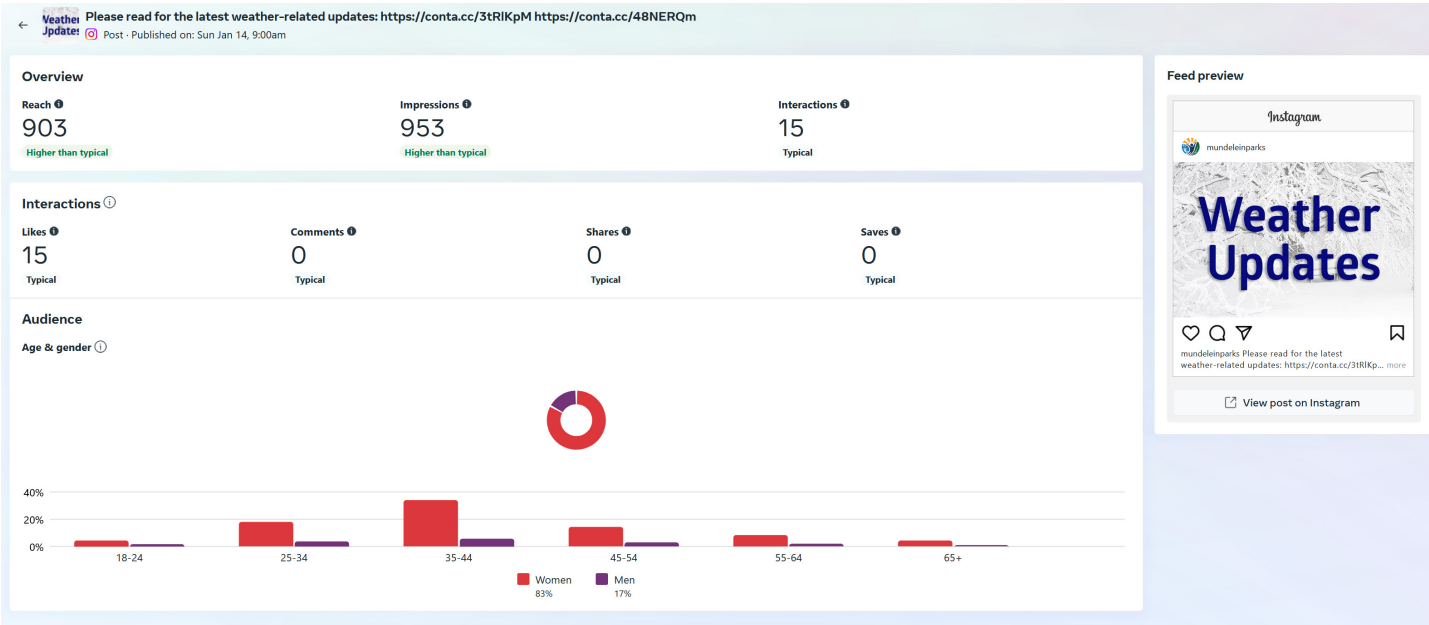 Please read for the latest weather-related updates: https://conta.cc/3tRlKpM https://conta.cc/48NERQm
Weather
Updates
Post · Published on: Sun Jan 14, 9:00am
Overview
Reach
Impressions
Interactions
903
953
15
Higher than typical
Higher than typical
Typical
Interactions
Likes
Comments
Shares
Saves
15
0
0
0
Typical
Typical
Typical
Typical
Audience
Age & gender
40%
20%
0%
18-24
25-34
35-44
45-54
55-64
65+
Women
Men
83%
17%
Feed preview
Instagram
mundeleinparks
Weather
Updates
mundeleinparks Please read for the latest
weather-related updates: https://conta.cc/3tRlKp... more
View post on Instagram